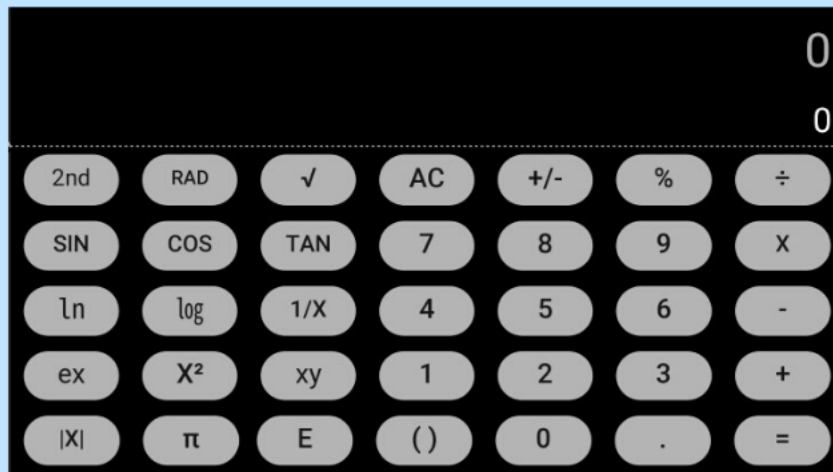 0
0
2nd RAD √ AC +/- % ÷
SIN COS TAN 7 8 9 X
ln log 1/X 4 5 6 -
ex X² xy 1 2 3 +
|X| π E ( ) 0 . =